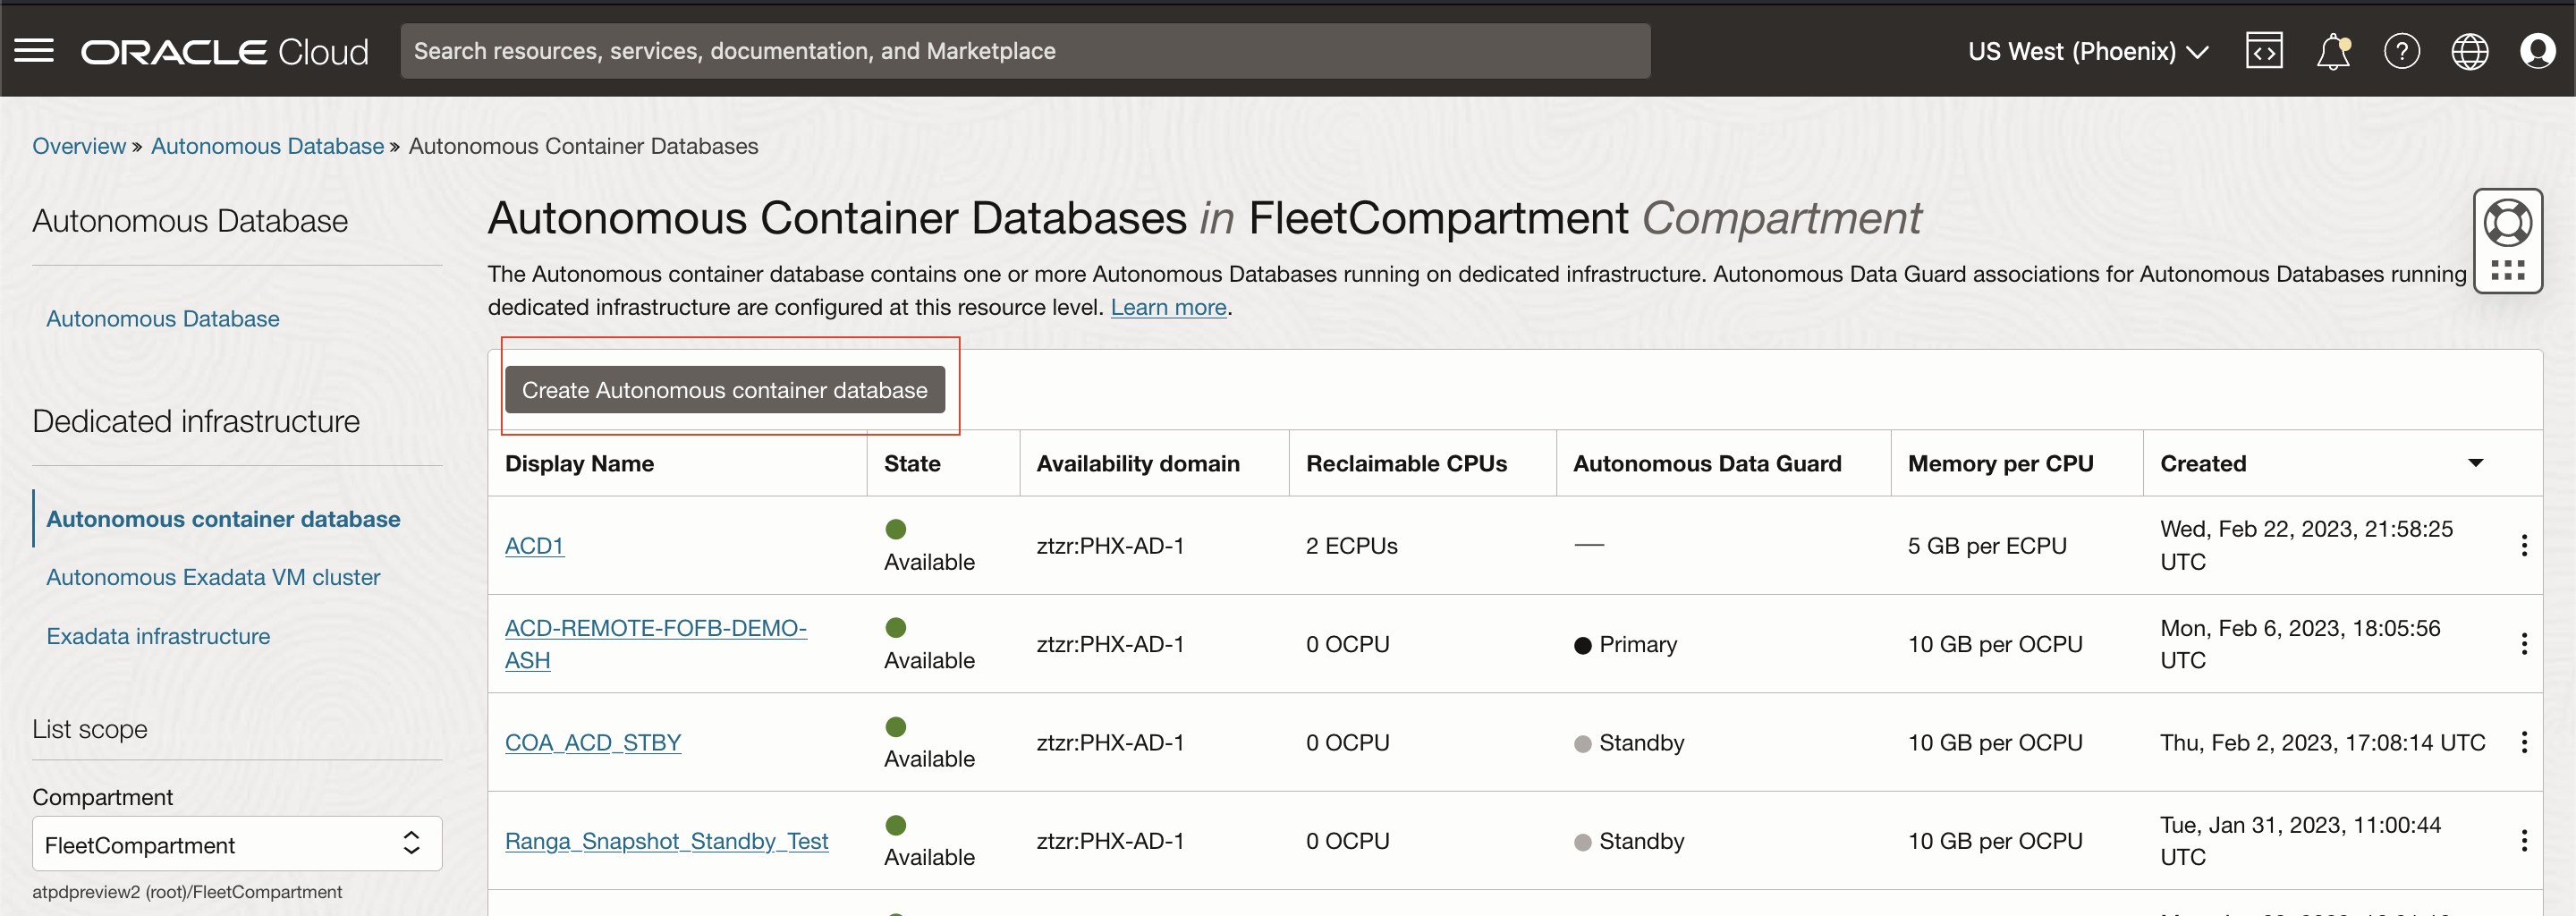 ORACLE Cloud
Search resources, services, documentation, and Marketplace
US West (Phoenix)
Overview » Autonomous Database » Autonomous Container Databases
Autonomous Database
Autonomous Database
Dedicated infrastructure
Autonomous container database
Autonomous Exadata VM cluster
Exadata infrastructure
List scope
Compartment
FleetCompartment
atpdpreview2 (root)/FleetCompartment
Autonomous Container Databases in FleetCompartment Compartment
The Autonomous container database contains one or more Autonomous Databases running on dedicated infrastructure. Autonomous Data Guard associations for Autonomous Databases running
dedicated infrastructure are configured at this resource level. Learn more.
Create Autonomous container database
Display Name State Availability domain Reclaimable CPUs Autonomous Data Guard Memory per CPU Created
ACD1 Available ztzr:PHX-AD-1 2 ECPUs — 5 GB per ECPU Wed, Feb 22, 2023, 21:58:25
UTC
ACD-REMOTE-FOFB-DEMO-
ASH Available ztzr:PHX-AD-1 0 OCPU Primary 10 GB per OCPU Mon, Feb 6, 2023, 18:05:56
UTC
COA_ACD_STBY Available ztzr:PHX-AD-1 0 OCPU Standby 10 GB per OCPU Thu, Feb 2, 2023, 17:08:14 UTC
Ranga_Snapshot_Standby_Test Available ztzr:PHX-AD-1 0 OCPU Standby 10 GB per OCPU Tue, Jan 31, 2023, 11:00:44
UTC